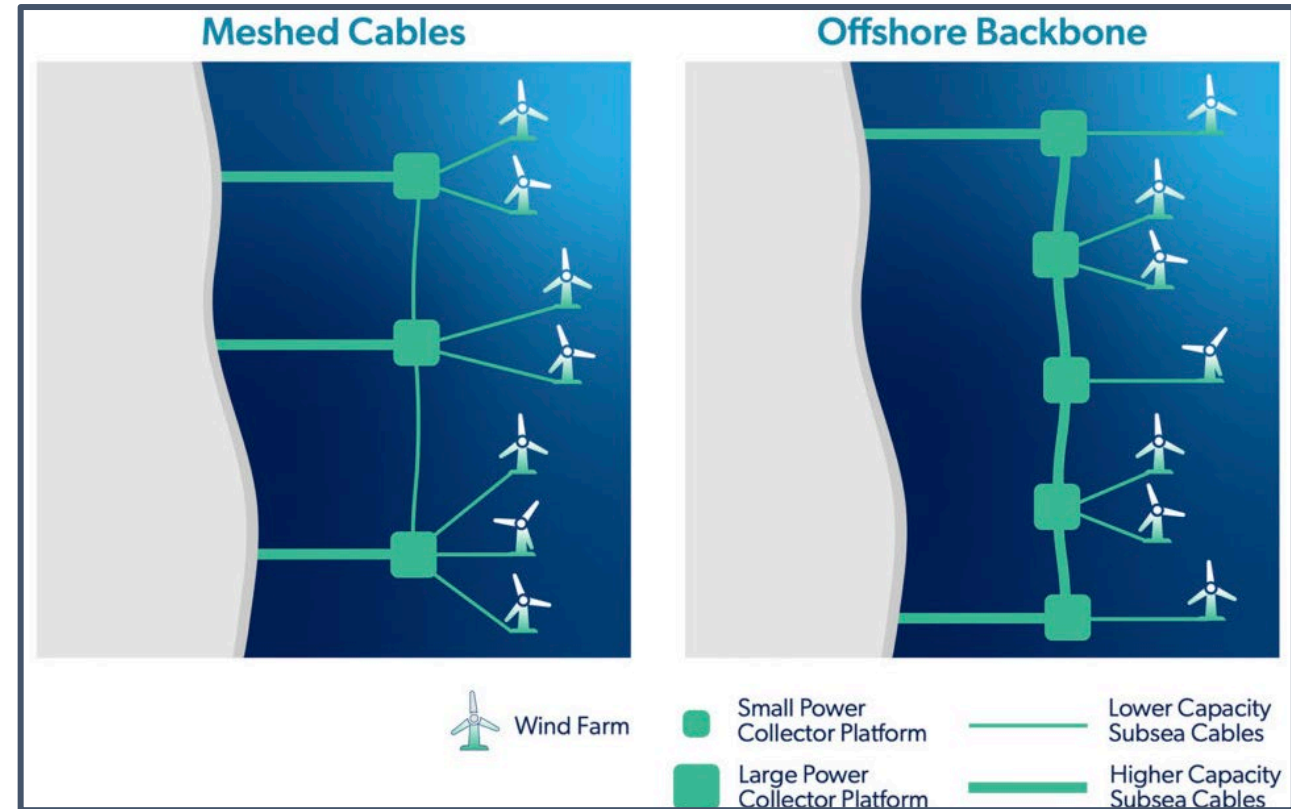 Meshed Cables
Offshore Backbone
Wind Farm
Small Power
Collector Platform
Large Power
Collector Platform
Lower Capacity
Subsea Cables
Higher Capacity
Subsea Cables